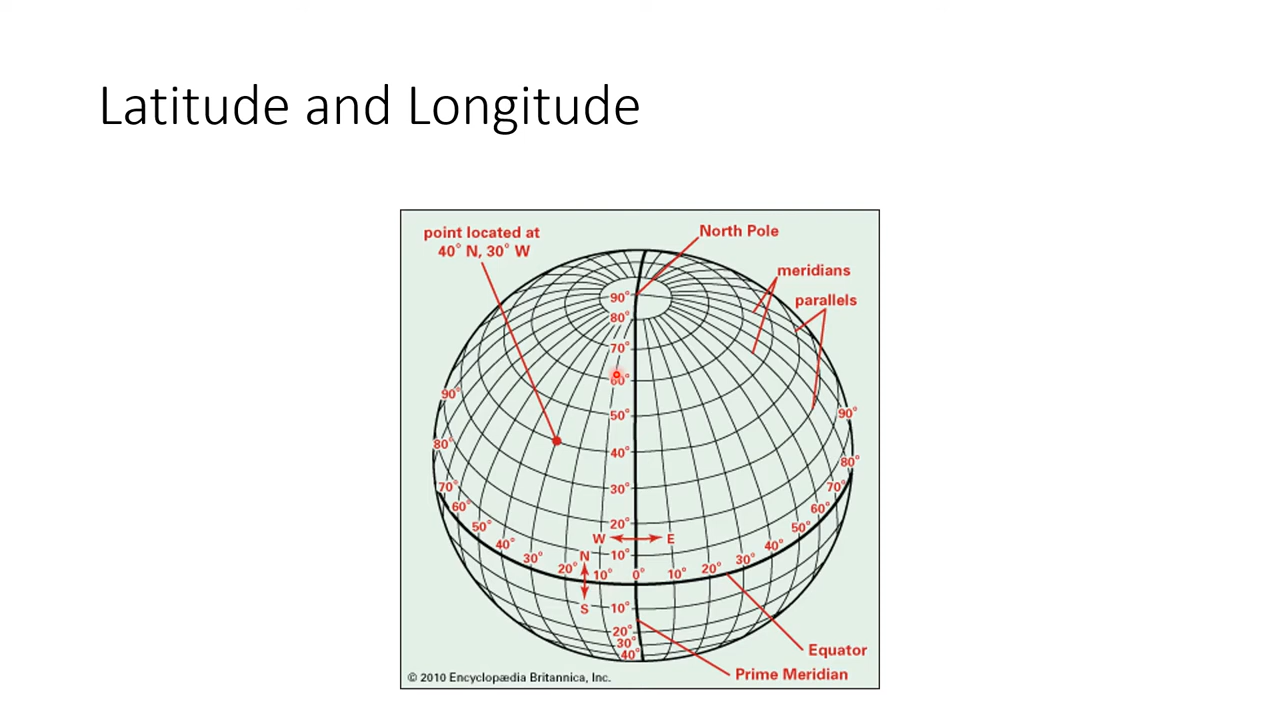 Latitude and Longitude
point located at
40° N, 30° W
North Pole
meridians
parallels
90°
80°
70°
60°
50°
40°
30°
20°
10°
W
E
N
S
90°
80°
70°
60°
50°
40°
30°
20°
10°
0°
10°
20°
30°
40°
50°
60°
70°
80°
90°
10°
20°
30°
40°
Equator
Prime Meridian
© 2010 Encyclopædia Britannica, Inc.